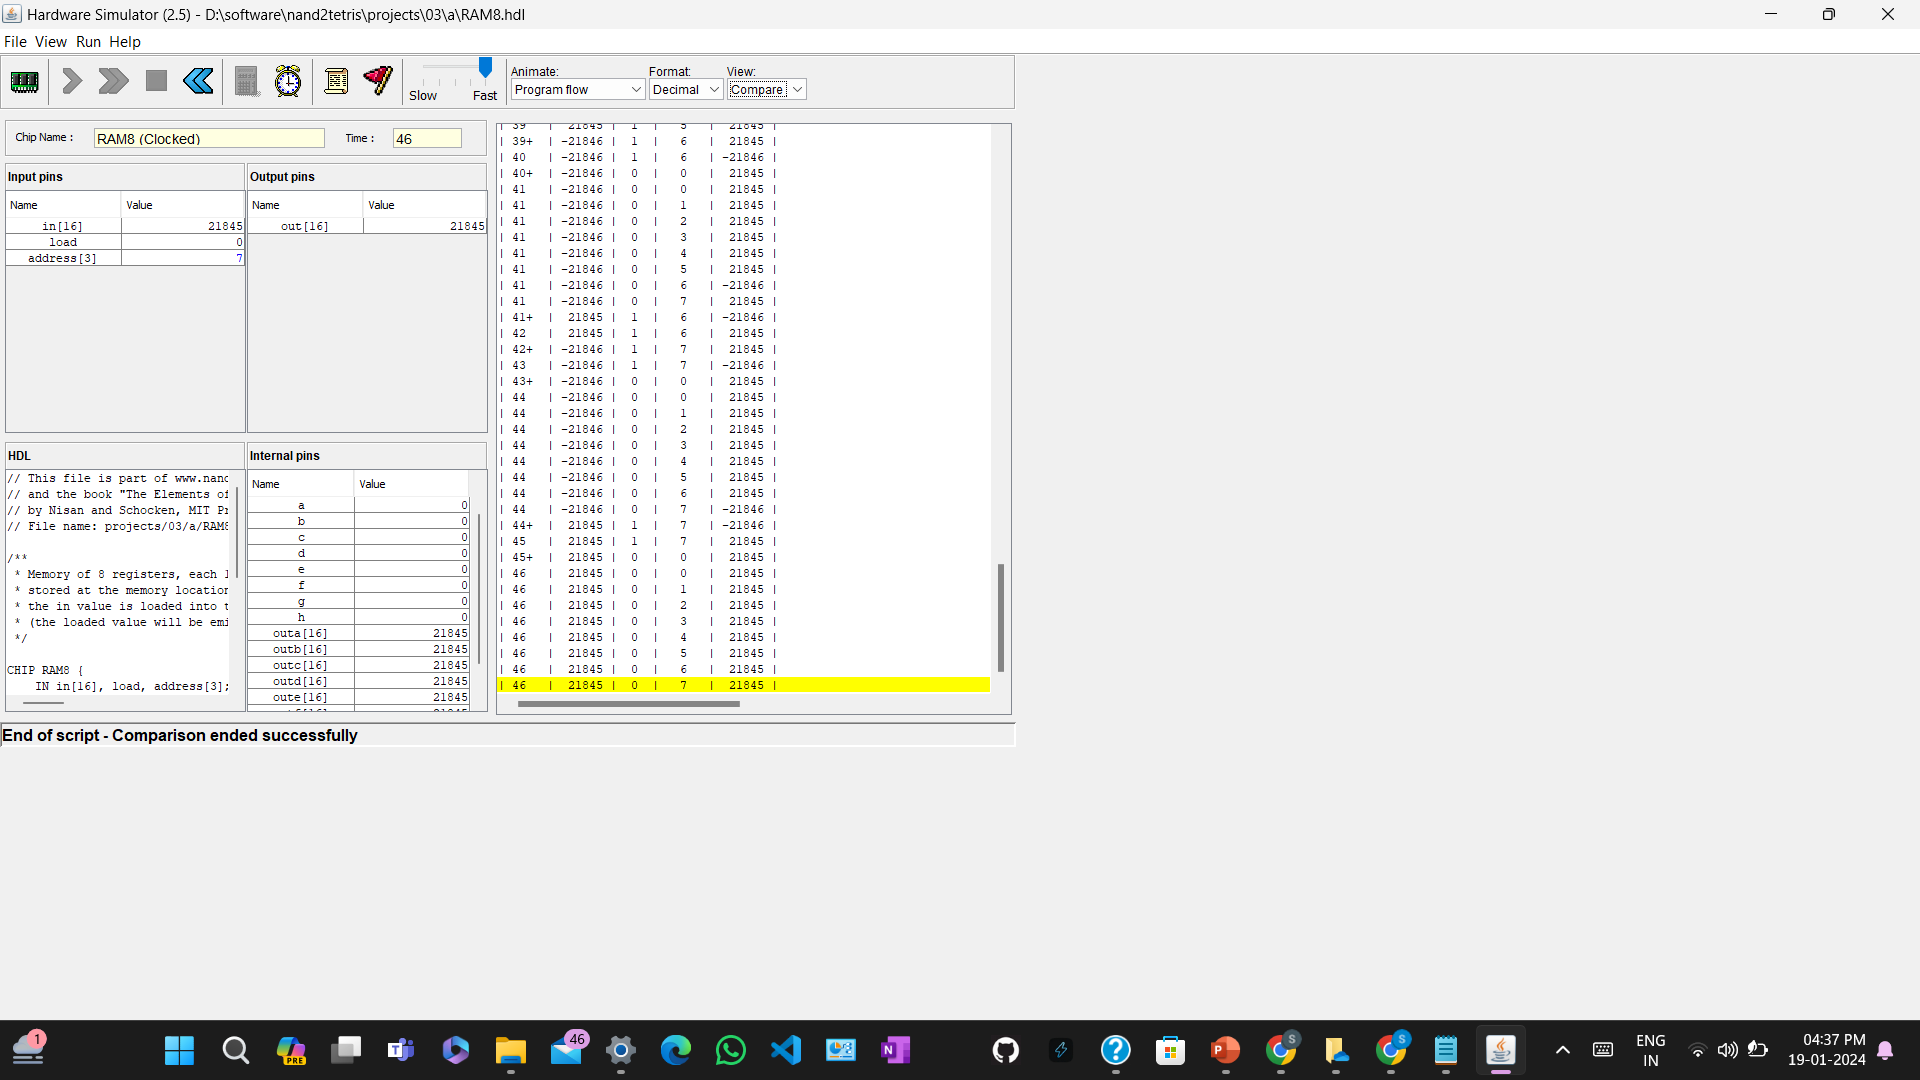 Hardware Simulator (2.5) - D:\software\nand2tetris\projects\03\a\RAM8.hdl
File View Run Help
Slow Fast
Animate: Format: View:
Program flow Decimal Compare
Chip Name : RAM8 (Clocked) Time : 46
Input pins
Name Value
in[16] 21845
load 0
address[3] 7
Output pins
Name Value
out[16] 21845
HDL
// This file is part of www.nand
// and the book "The Elements of
// by Nisan and Schocken, MIT Pr
// File name: projects/03/a/RAM8
/**
* Memory of 8 registers, each 1
* stored at the memory location
* the in value is loaded into t
* (the loaded value will be emi
*/
CHIP RAM8 {
IN in[16], load, address[3];
Internal pins
Name Value
a 0
b 0
c 0
d 0
e 0
f 0
g 0
h 0
outa[16] 21845
outb[16] 21845
outc[16] 21845
outd[16] 21845
oute[16] 21845
| 39 | 21845 | 1 | 5 | 21845 |
| 39+ | -21846 | 1 | 6 | 21845 |
| 40 | -21846 | 1 | 6 | -21846 |
| 40+ | -21846 | 0 | 0 | 21845 |
| 41 | -21846 | 0 | 0 | 21845 |
| 41 | -21846 | 0 | 1 | 21845 |
| 41 | -21846 | 0 | 2 | 21845 |
| 41 | -21846 | 0 | 3 | 21845 |
| 41 | -21846 | 0 | 4 | 21845 |
| 41 | -21846 | 0 | 5 | 21845 |
| 41 | -21846 | 0 | 6 | -21846 |
| 41 | -21846 | 0 | 7 | 21845 |
| 41+ | 21845 | 1 | 6 | -21846 |
| 42 | 21845 | 1 | 6 | 21845 |
| 42+ | -21846 | 1 | 7 | 21845 |
| 43 | -21846 | 1 | 7 | -21846 |
| 43+ | -21846 | 0 | 0 | 21845 |
| 44 | -21846 | 0 | 0 | 21845 |
| 44 | -21846 | 0 | 1 | 21845 |
| 44 | -21846 | 0 | 2 | 21845 |
| 44 | -21846 | 0 | 3 | 21845 |
| 44 | -21846 | 0 | 4 | 21845 |
| 44 | -21846 | 0 | 5 | 21845 |
| 44 | -21846 | 0 | 6 | 21845 |
| 44 | -21846 | 0 | 7 | -21846 |
| 44+ | 21845 | 1 | 7 | -21846 |
| 45 | 21845 | 1 | 7 | 21845 |
| 45+ | 21845 | 0 | 0 | 21845 |
| 46 | 21845 | 0 | 0 | 21845 |
| 46 | 21845 | 0 | 1 | 21845 |
| 46 | 21845 | 0 | 2 | 21845 |
| 46 | 21845 | 0 | 3 | 21845 |
| 46 | 21845 | 0 | 4 | 21845 |
| 46 | 21845 | 0 | 5 | 21845 |
| 46 | 21845 | 0 | 6 | 21845 |
| 46 | 21845 | 0 | 7 | 21845 |
End of script - Comparison ended successfully
1
PRE
46
S
S
ENG
IN
04:37 PM
19-01-2024